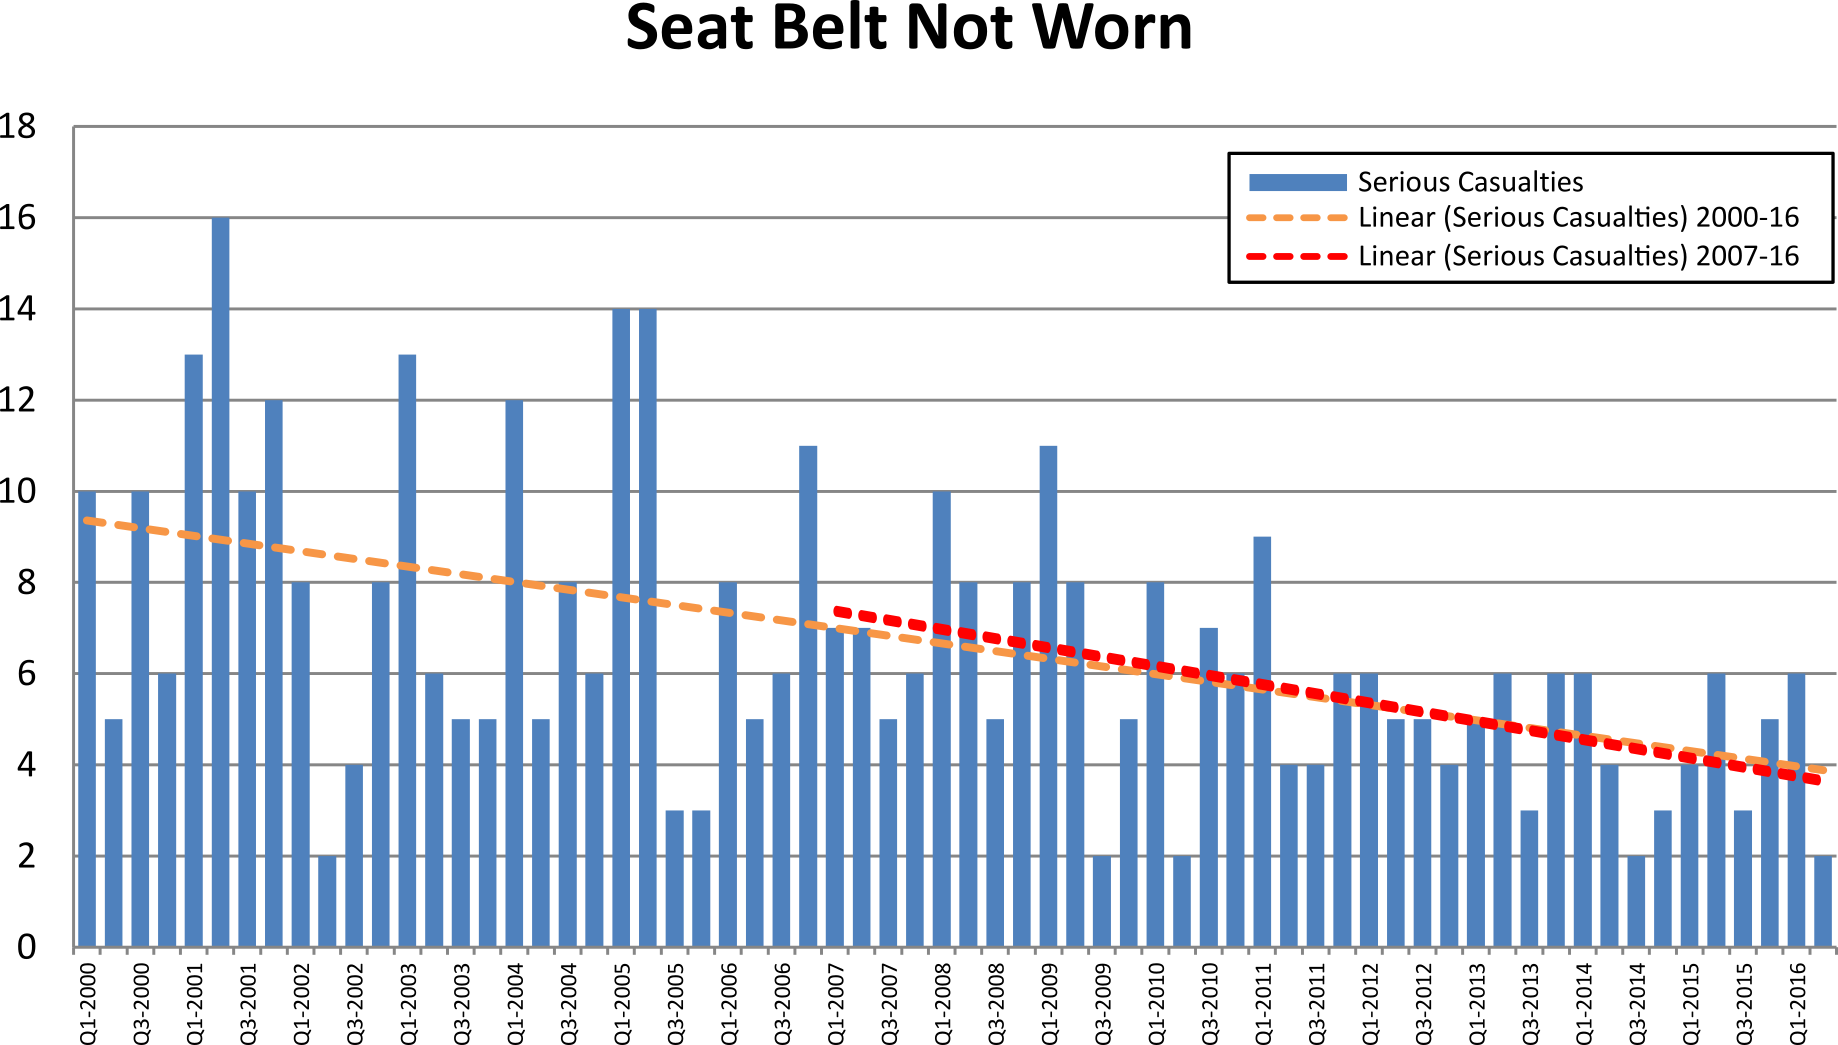 Seat Belt Not Worn
18
16
14
12
10
8
6
4
2
0
Serious Casualties
Linear (Serious Casualties) 2000-16
Linear (Serious Casualties) 2007-16
Q1-2000
Q3-2000
Q1-2001
Q3-2001
Q1-2002
Q3-2002
Q1-2003
Q3-2003
Q1-2004
Q3-2004
Q1-2005
Q3-2005
Q1-2006
Q3-2006
Q1-2007
Q3-2007
Q1-2008
Q3-2008
Q1-2009
Q3-2009
Q1-2010
Q3-2010
Q1-2011
Q3-2011
Q1-2012
Q3-2012
Q1-2013
Q3-2013
Q1-2014
Q3-2014
Q1-2015
Q3-2015
Q1-2016